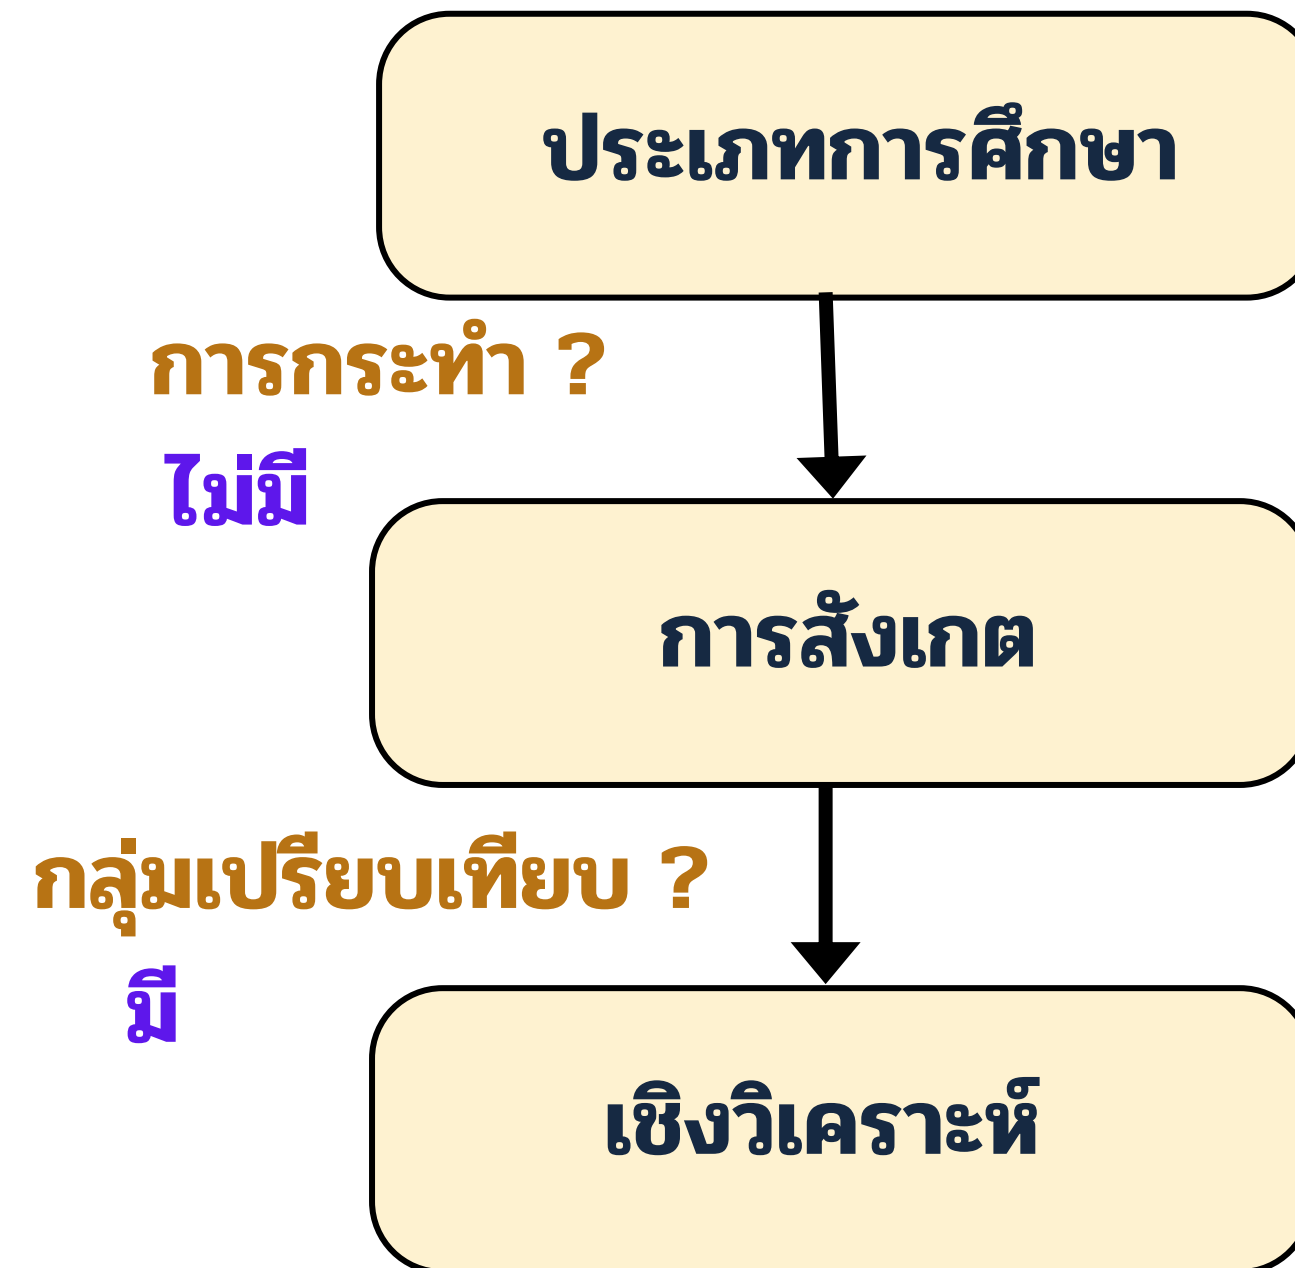 ประเภทการศึกษา
การกระทำ ?
ไม่มี
การสังเกต
กลุ่มเปรียบเทียบ ?
มี
เชิงวิเคราะห์